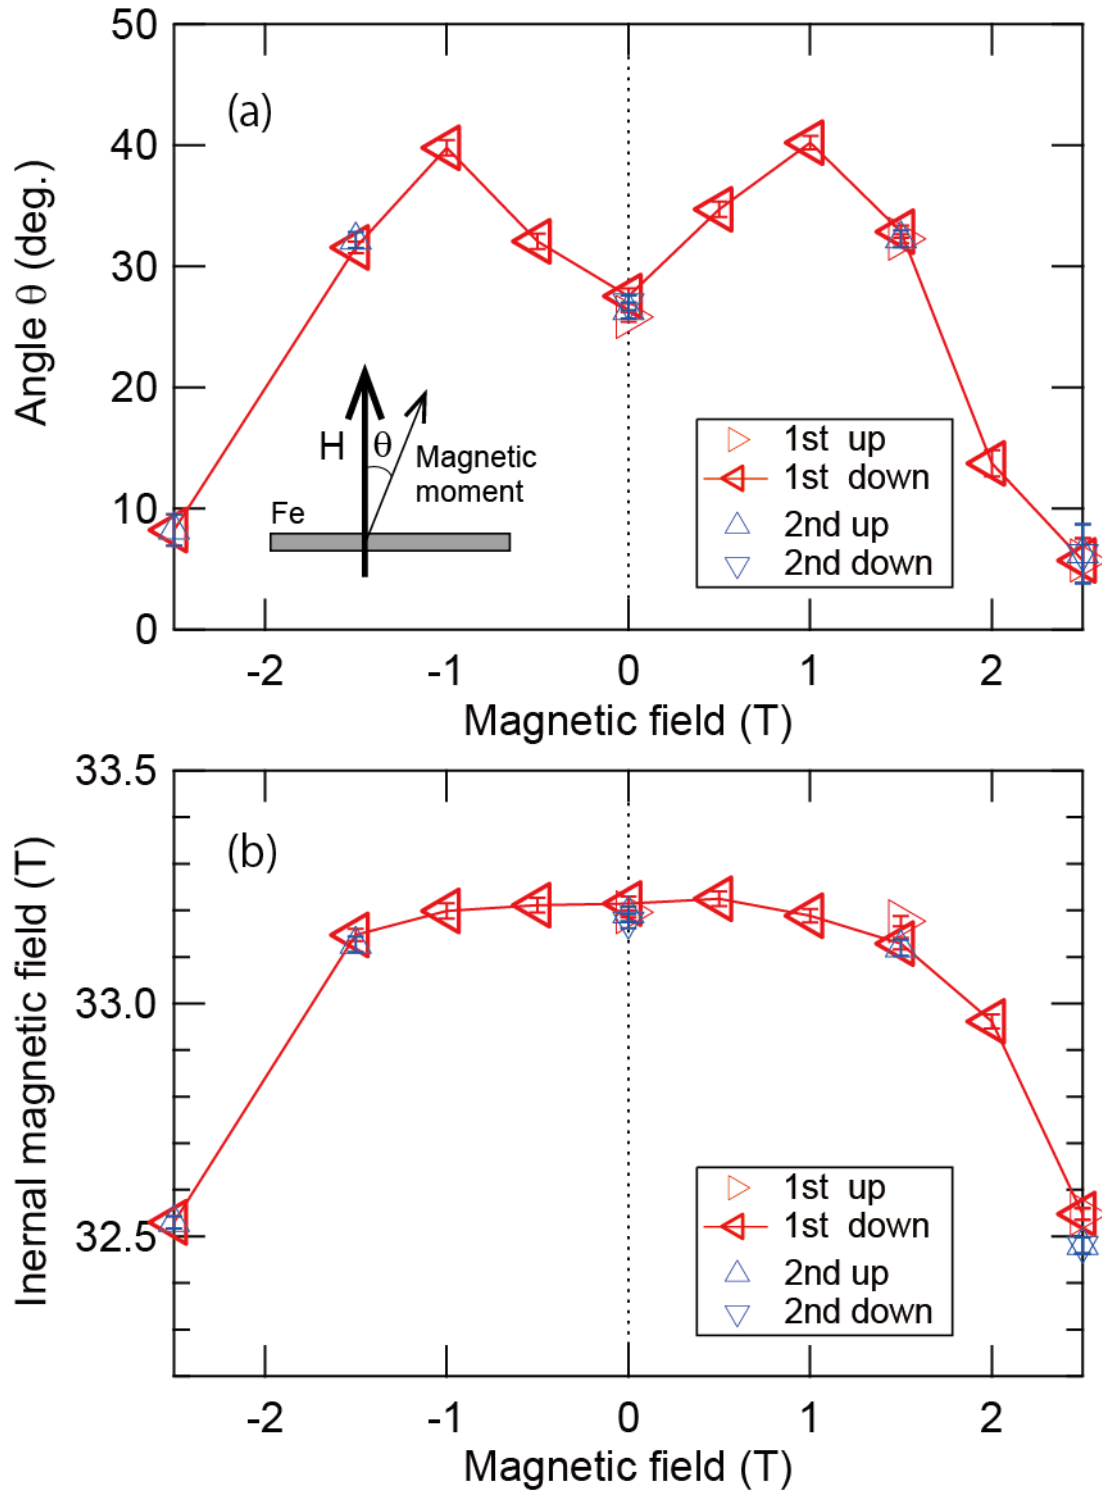 50
40
30
20
10
0
Angle θ (deg.)
(a)
H
θ
Magnetic
moment
Fe
1st up
1st down
2nd up
2nd down
-2 -1 0 1 2
Magnetic field (T)
33.5
33.0
32.5
Inernal magnetic field (T)
(b)
1st up
1st down
2nd up
2nd down
-2 -1 0 1 2
Magnetic field (T)